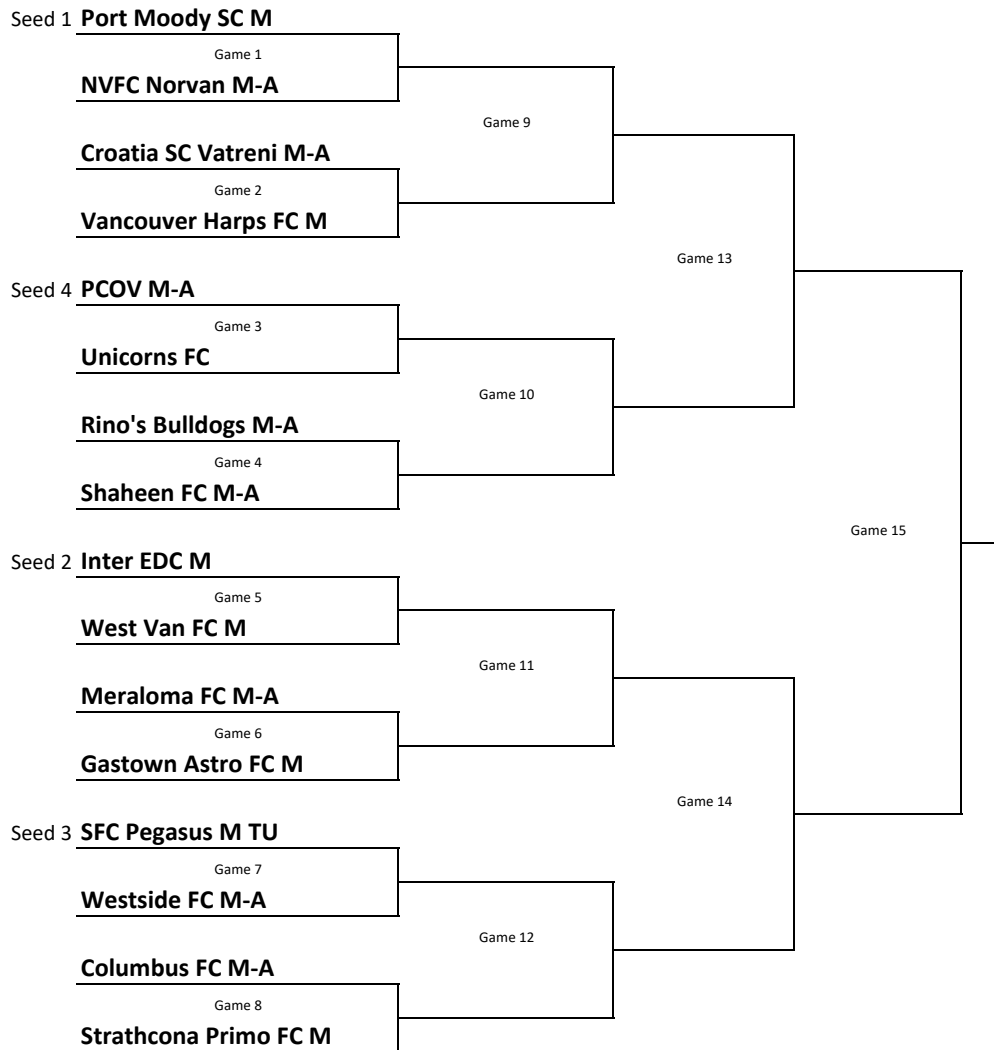 Seed 1 Port Moody SC M
Game 1
NVFC Norvan M-A
Game 9
Croatia SC Vatreni M-A
Game 2
Vancouver Harps FC M
Game 13
Seed 4 PCOV M-A
Game 3
Unicorns FC
Game 10
Rino's Bulldogs M-A
Game 4
Shaheen FC M-A
Game 15
Seed 2 Inter EDC M
Game 5
West Van FC M
Game 11
Meraloma FC M-A
Game 6
Gastown Astro FC M
Game 14
Seed 3 SFC Pegasus M TU
Game 7
Westside FC M-A
Game 12
Columbus FC M-A
Game 8
Strathcona Primo FC M